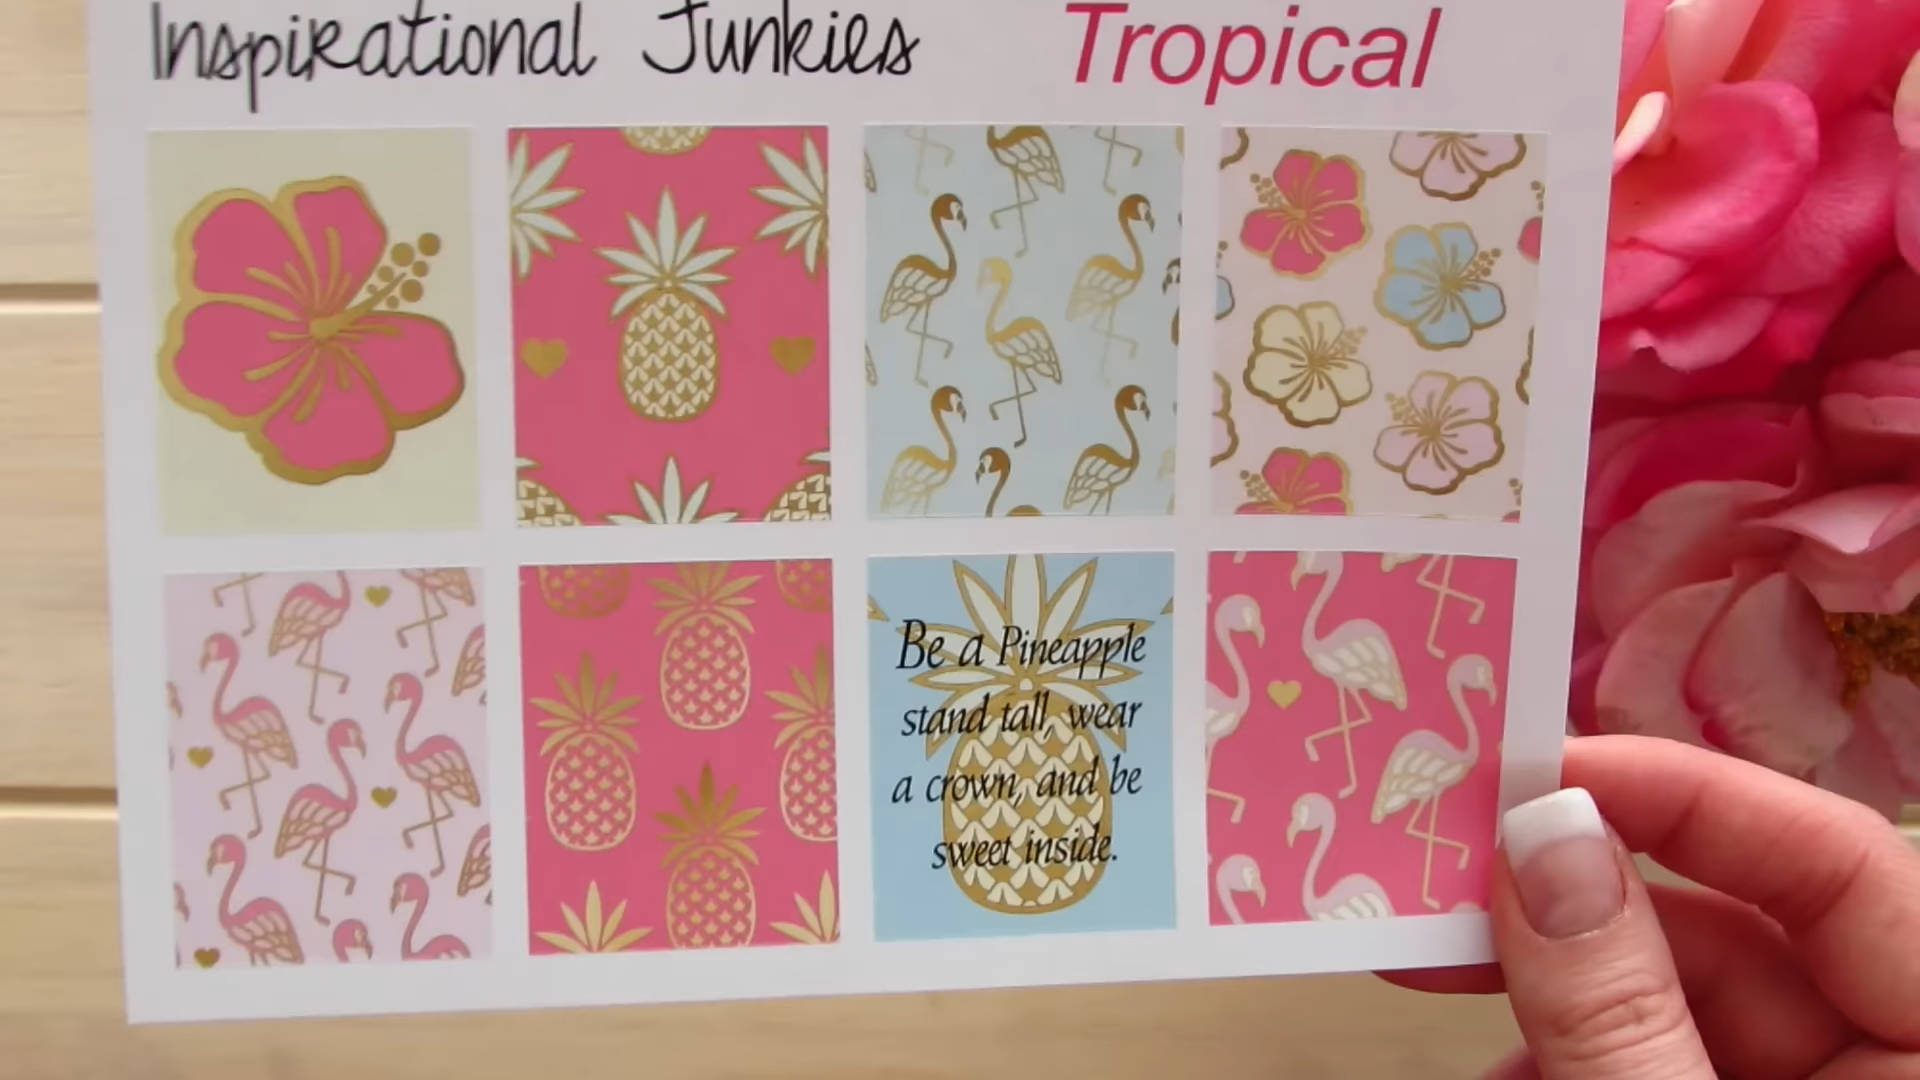 Inspirational Junkies Tropical
Be a Pineapple
stand tall, wear
a crown, and be
sweet inside.